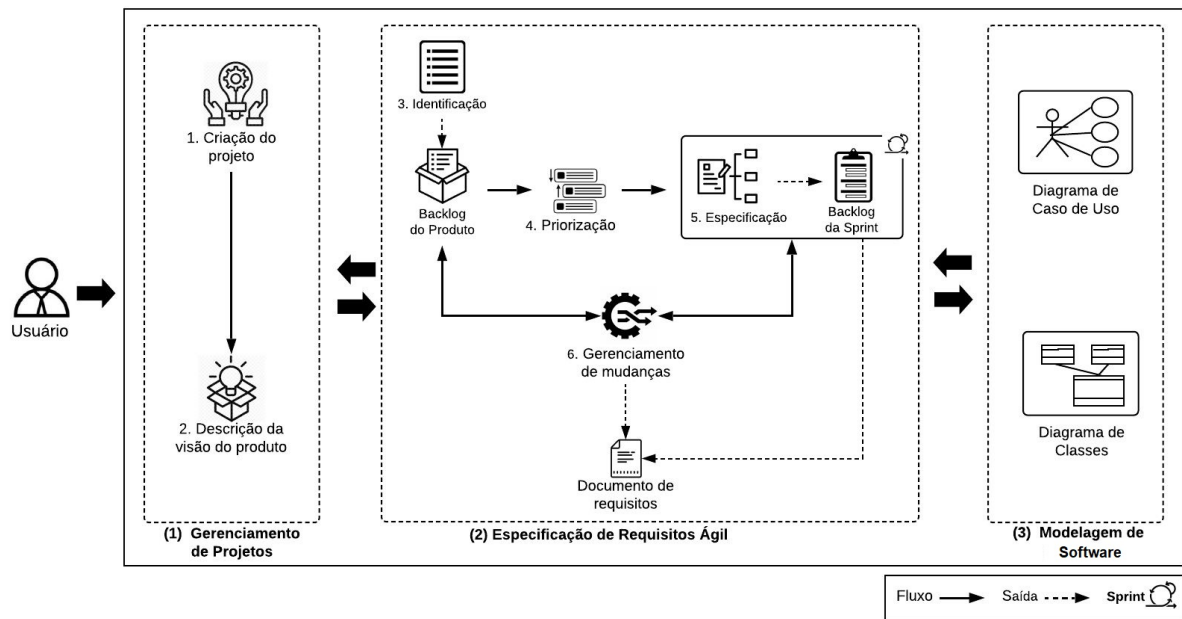 Usuário
1. Criação do
projeto
2. Descrição da
visão do produto
(1) Gerenciamento
de Projetos
3. Identificação
Backlog
do Produto
4. Priorização
5. Especificação
Backlog
da Sprint
6. Gerenciamento
de mudanças
Documento de
requisitos
(2) Especificação de Requisitos Ágil
Diagrama de
Caso de Uso
Diagrama de
Classes
(3) Modelagem de
Software
Fluxo
Saída
Sprint